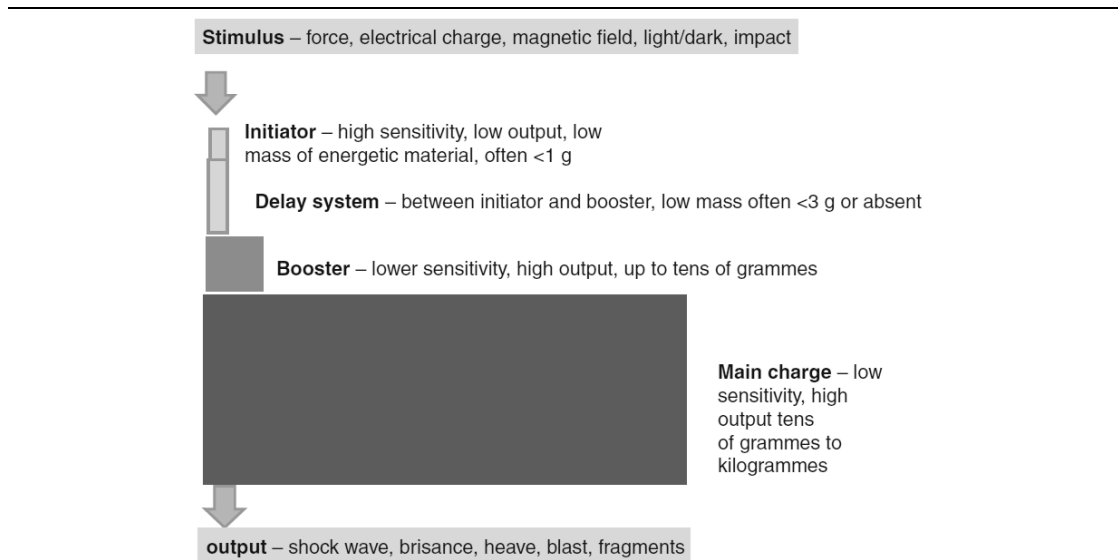 Stimulus – force, electrical charge, magnetic field, light/dark, impact
Initiator – high sensitivity, low output, low
mass of energetic material, often <1 g
Delay system – between initiator and booster, low mass often <3 g or absent
Booster – lower sensitivity, high output, up to tens of grammes
Main charge – low
sensitivity, high
output tens
of grammes to
kilogrammes
output – shock wave, brisance, heave, blast, fragments